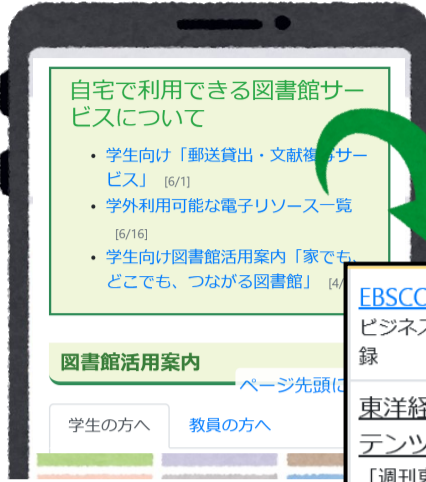 自宅で利用できる図書館サー
ビスについて
学生向け「郵送貸出・文献複写サー
ビス」 [6/1]
学外利用可能な電子リソース一覧
[6/16]
学生向け図書館活用案内「家でも、
どこでも、つながる図書館」 [4/
図書館活用案内
ページ先頭に
学生の方へ 教員の方へ
EBSCO
ビジネス
録
東洋経
テンツ
「週刊東